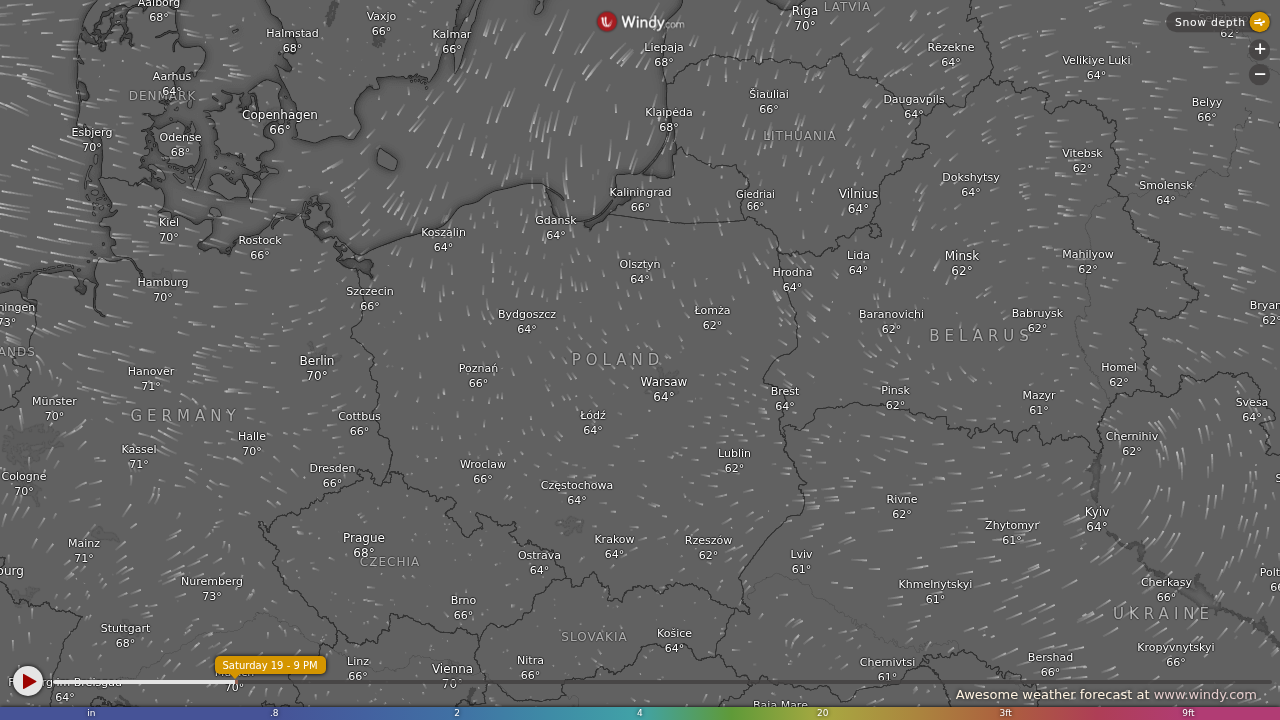 Aalborg
68°
Vaxjo
66°
Halmstad
68°
Kalmar
66°
Windy.com
Liepaja
68°
Riga
70°
LATVIA
Rēzekne
64°
Velikiye Luki
64°
Snow depth
62°
+
−
Aarhus
64°
DENMARK
Copenhagen
66°
Esbjerg
70°
Odense
68°
Klaipėda
68°
Šiauliai
66°
LITHUANIA
Daugavpils
64°
Belyy
66°
Vitebsk
62°
Kaliningrad
66°
Giedriai
66°
Vilnius
64°
Dokshytsy
64°
Smolensk
64°
Kiel
70°
Rostock
66°
Koszalin
64°
Gdansk
64°
Olsztyn
64°
Hrodna
64°
Lida
64°
Minsk
62°
Mahilyow
62°
Hamburg
70°
Szczecin
66°
Bydgoszcz
64°
Łomża
62°
Baranovichi
62°
Babruysk
62°
BELARUS
Bryan
62°
ningen
73°
ANDS
Hanover
71°
Berlin
70°
Poznań
66°
POLAND
Warsaw
64°
Brest
64°
Pinsk
62°
Mazyr
61°
Homel
62°
Svesa
64°
Münster
70°
GERMANY
Cottbus
66°
Łódź
64°
Kassel
71°
Halle
70°
Dresden
66°
Wroclaw
66°
Częstochowa
64°
Lublin
62°
Chernihiv
62°
Cologne
70°
Rivne
62°
Zhytomyr
61°
Kyiv
64°
S
Mainz
71°
Prague
68°
CZECHIA
Ostrava
64°
Krakow
64°
Rzeszów
62°
Lviv
61°
Khmelnytskyi
61°
Cherkasy
66°
Polt
66
UKRAINE
burg
Nuremberg
73°
Brno
66°
SLOVAKIA
Košice
64°
Stuttgart
68°
Linz
66°
Vienna
70°
Nitra
66°
Chernivtsi
61°
Bershad
66°
Kropyvnytskyi
66°
Saturday 19 - 9 PM
70°
64°
Baia Mare
Awesome weather forecast at www.windy.com
in .8 2 4 20 3ft 9ft